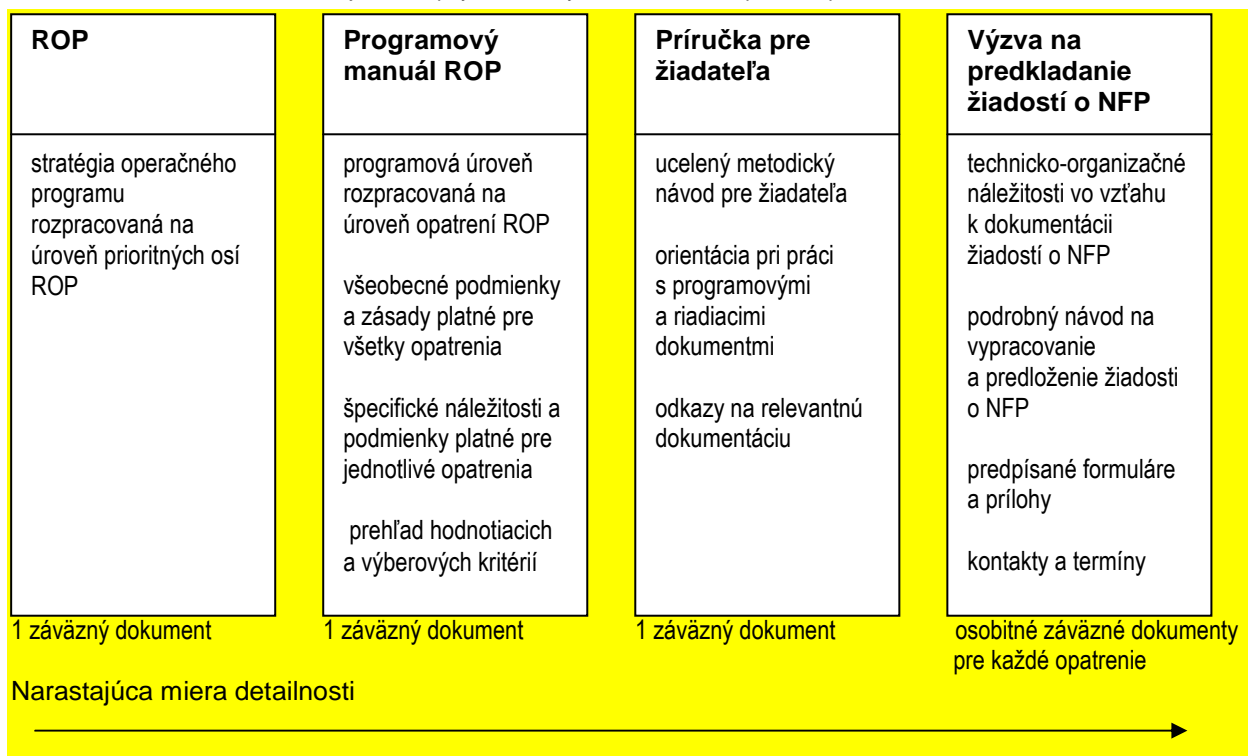 ROP
stratégia operačného
programu
rozpracovaná na
úroveň prioritných osí
ROP
1 záväzný dokument
Programový
manuál ROP
programová úroveň
rozpracovaná na
úroveň opatrení ROP
všeobecné podmienky
a zásady platné pre
všetky opatrenia
špecifické náležitosti a
podmienky platné pre
jednotlivé opatrenia
prehľad hodnotiacich
a výberových kritérií
1 záväzný dokument
Príručka pre
žiadateľa
ucelený metodický
návod pre žiadateľa
orientácia pri práci
s programovými
a riadiacimi
dokumentmi
odkazy na relevantnú
dokumentáciu
1 záväzný dokument
Výzva na
predkladanie
žiadostí o NFP
technicko-organizačné
náležitosti vo vzťahu
k dokumentácii
žiadostí o NFP
podrobný návod na
vypracovanie
a predloženie žiadosti
o NFP
predpísané formuláre
a prílohy
kontakty a termíny
osobitné záväzné dokumenty
pre každé opatrenie
Narastajúca miera detailnosti